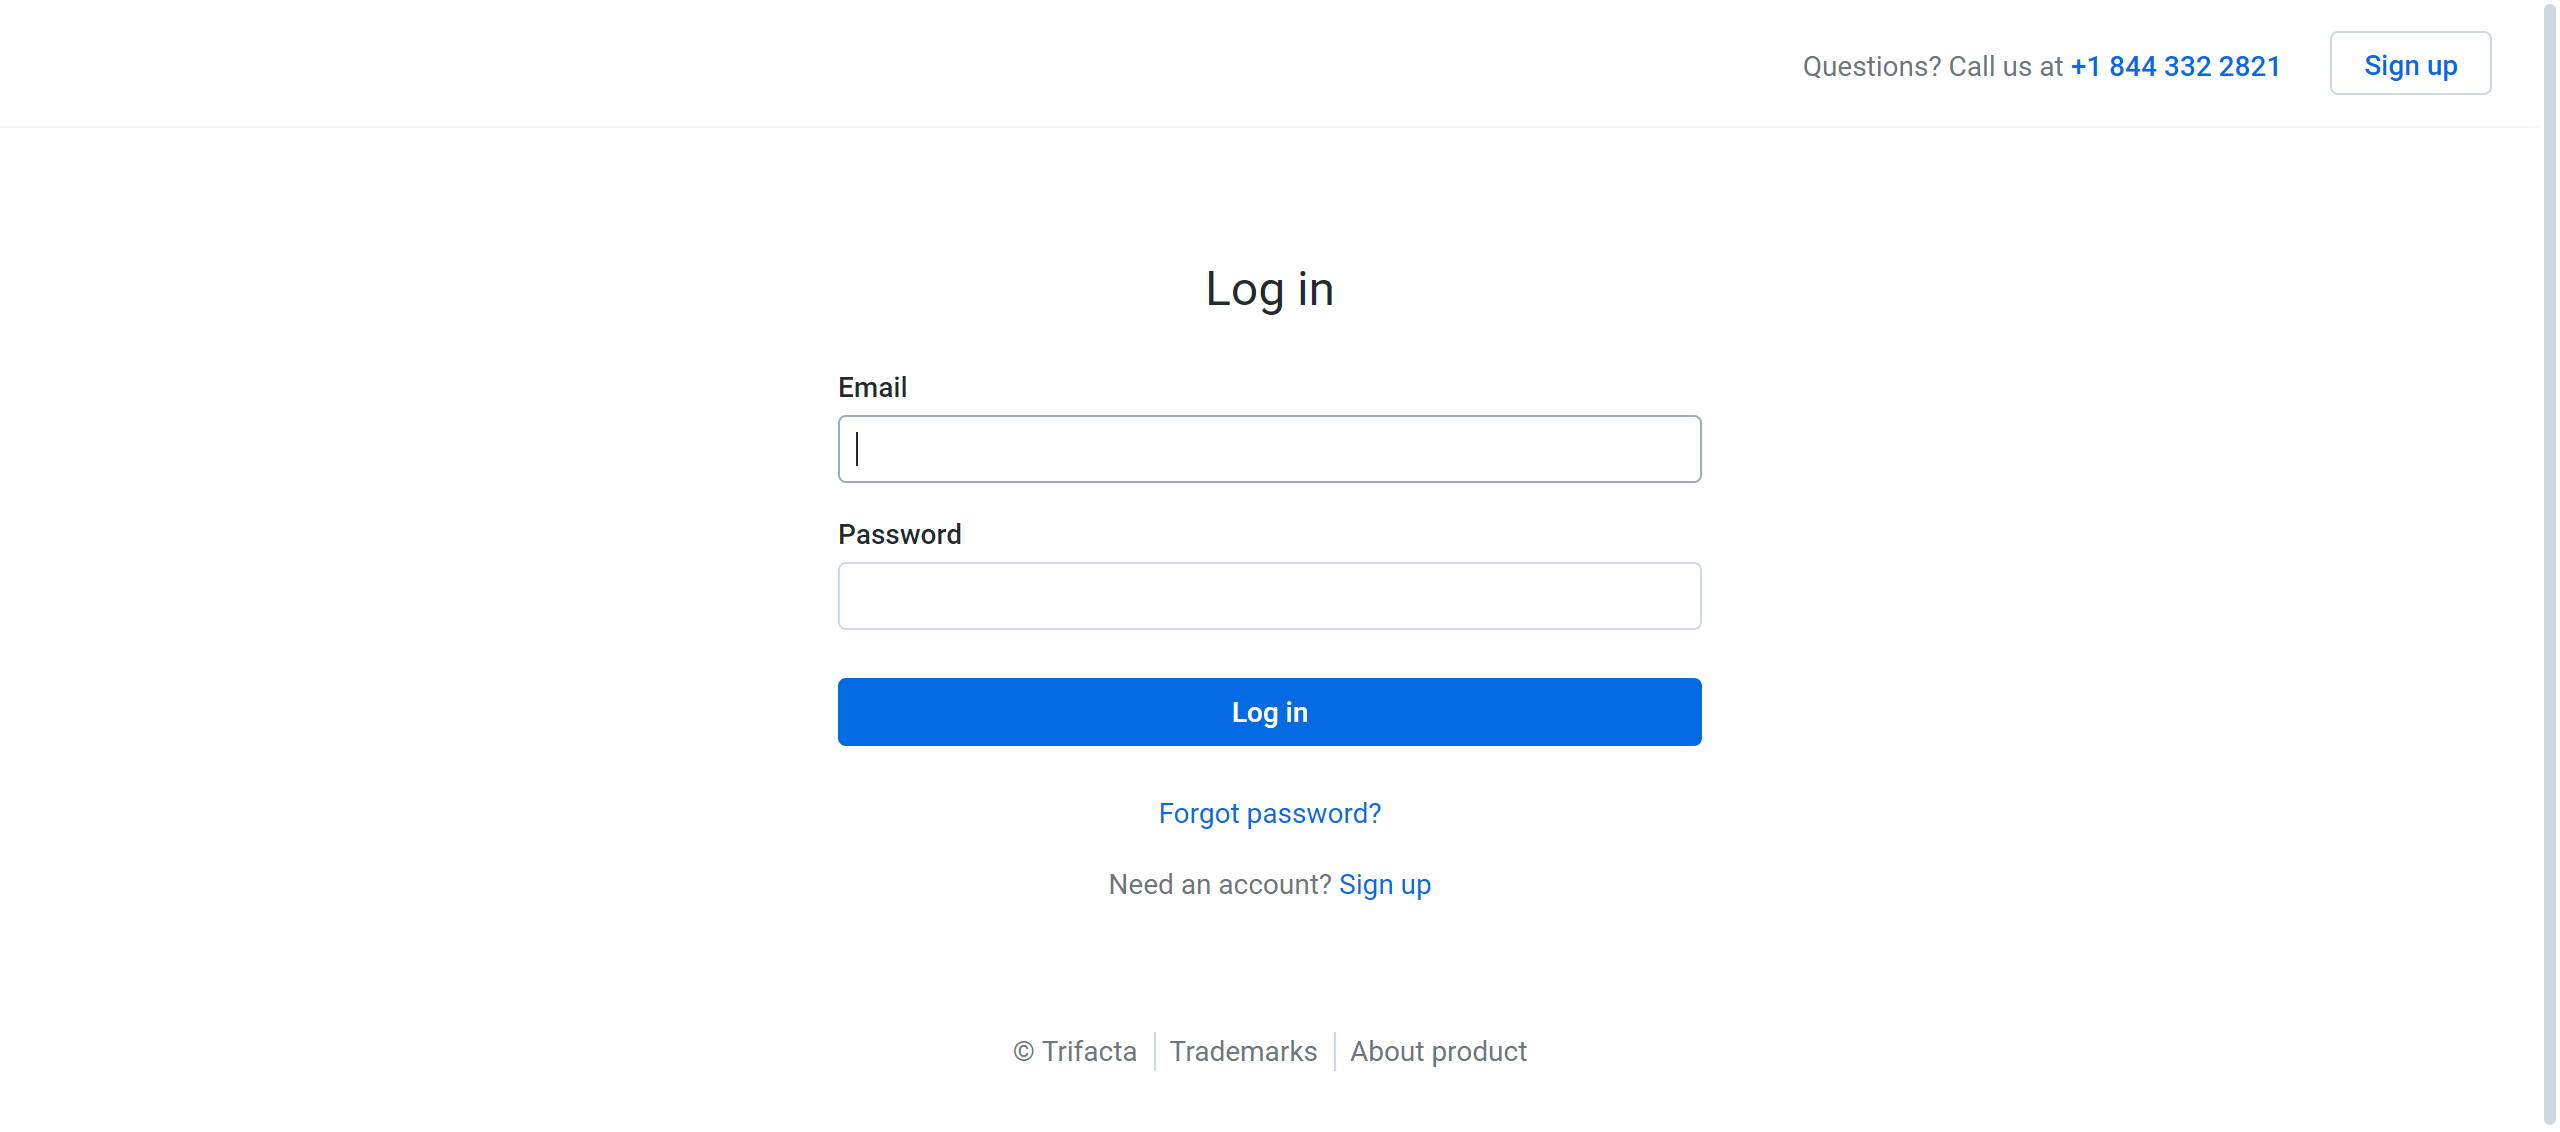 Questions? Call us at +1 844 332 2821
Sign up
Log in
Email
Password
Log in
Forgot password?
Need an account? Sign up
© Trifacta
Trademarks
About product